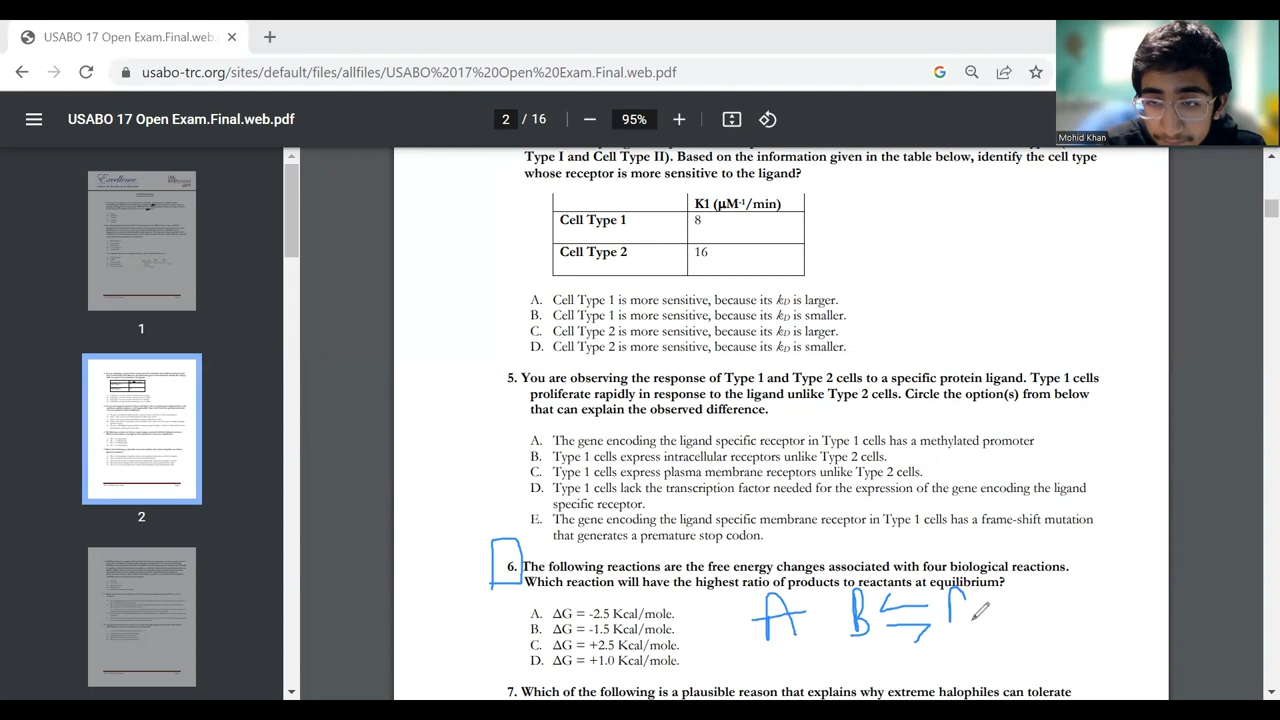 USABO 17 Open Exam.Final.web.
usabo-trc.org/sites/default/files/allfiles/USABO%2017%20Open%20Exam.Final.web.pdf
USABO 17 Open Exam.Final.web.pdf
2 / 16
95%
Mohid Khan
Type I and Cell Type II). Based on the information given in the table below, identify the cell type
whose receptor is more sensitive to the ligand?
K1 (µM⁻¹/min)
Cell Type 1 8
Cell Type 2 16
A. Cell Type 1 is more sensitive, because its kD is larger.
B. Cell Type 1 is more sensitive, because its kD is smaller.
C. Cell Type 2 is more sensitive, because its kD is larger.
D. Cell Type 2 is more sensitive, because its kD is smaller.
5. You are observing the response of Type 1 and Type 2 cells to a specific protein ligand. Type 1 cells
proliferate rapidly in response to the ligand unlike Type 2 cells. Circle the option(s) from below
that can explain the observed difference.
A. The gene encoding the ligand specific receptor in Type 1 cells has a methylated promoter
B. Type 1 cells express intracellular receptors unlike Type 2 cells.
C. Type 1 cells express plasma membrane receptors unlike Type 2 cells.
D. Type 1 cells lack the transcription factor needed for the expression of the gene encoding the ligand
specific receptor.
E. The gene encoding the ligand specific membrane receptor in Type 1 cells has a frame-shift mutation
that generates a premature stop codon.
6. The following reactions are the free energy changes associated with four biological reactions.
Which reaction will have the highest ratio of products to reactants at equilibrium?
A. ΔG = -2.5 Kcal/mole.
B. ΔG = -1.5 Kcal/mole.
C. ΔG = +2.5 Kcal/mole.
D. ΔG = +1.0 Kcal/mole.
A B
7. Which of the following is a plausible reason that explains why extreme halophiles can tolerate
1
2